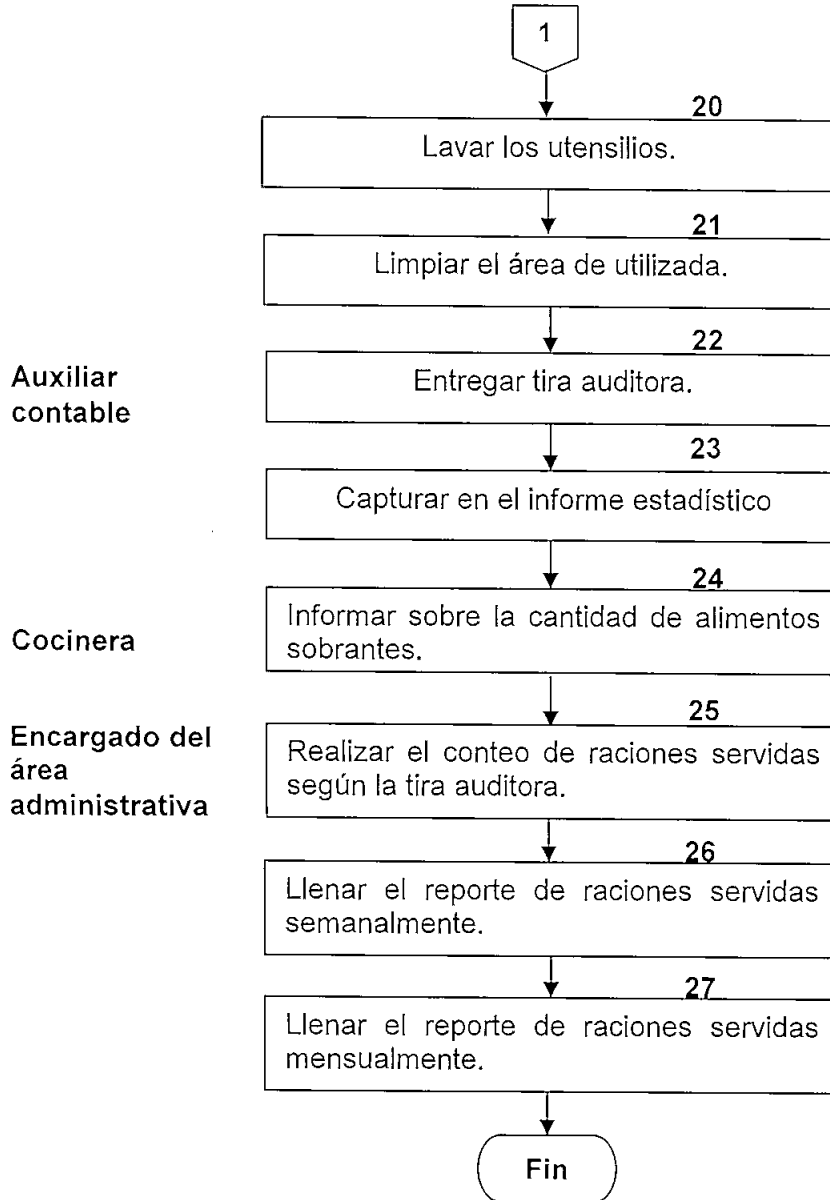 1
20
Lavar los utensilios.
21
Limpiar el área de utilizada.
22
Auxiliar
contable
Entregar tira auditora.
23
Capturar en el informe estadístico
24
Cocinera
Informar sobre la cantidad de alimentos
sobrantes.
25
Encargado del
área
administrativa
Realizar el conteo de raciones servidas
según la tira auditora.
26
Llenar el reporte de raciones servidas
semanalmente.
27
Llenar el reporte de raciones servidas
mensualmente.
Fin